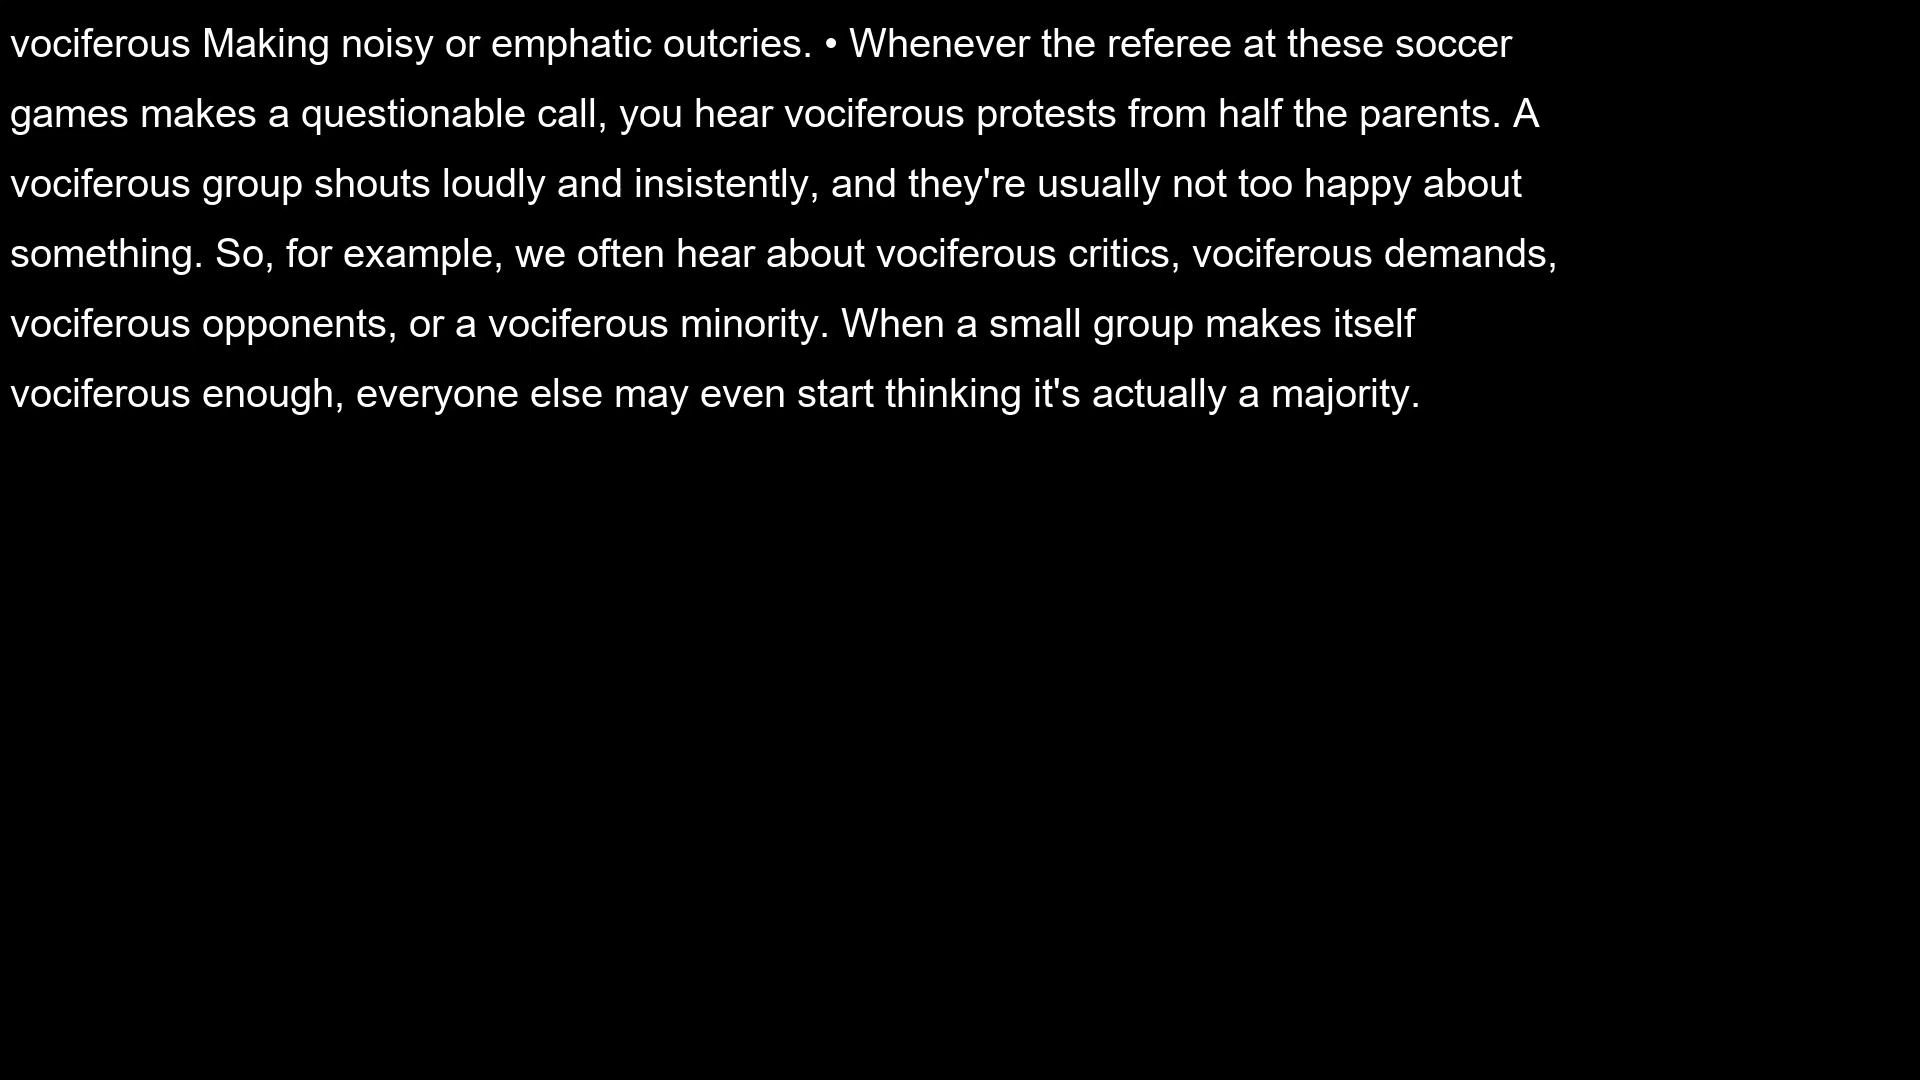 vociferous Making noisy or emphatic outcries. • Whenever the referee at these soccer
games makes a questionable call, you hear vociferous protests from half the parents. A
vociferous group shouts loudly and insistently, and they're usually not too happy about
something. So, for example, we often hear about vociferous critics, vociferous demands,
vociferous opponents, or a vociferous minority. When a small group makes itself
vociferous enough, everyone else may even start thinking it's actually a majority.